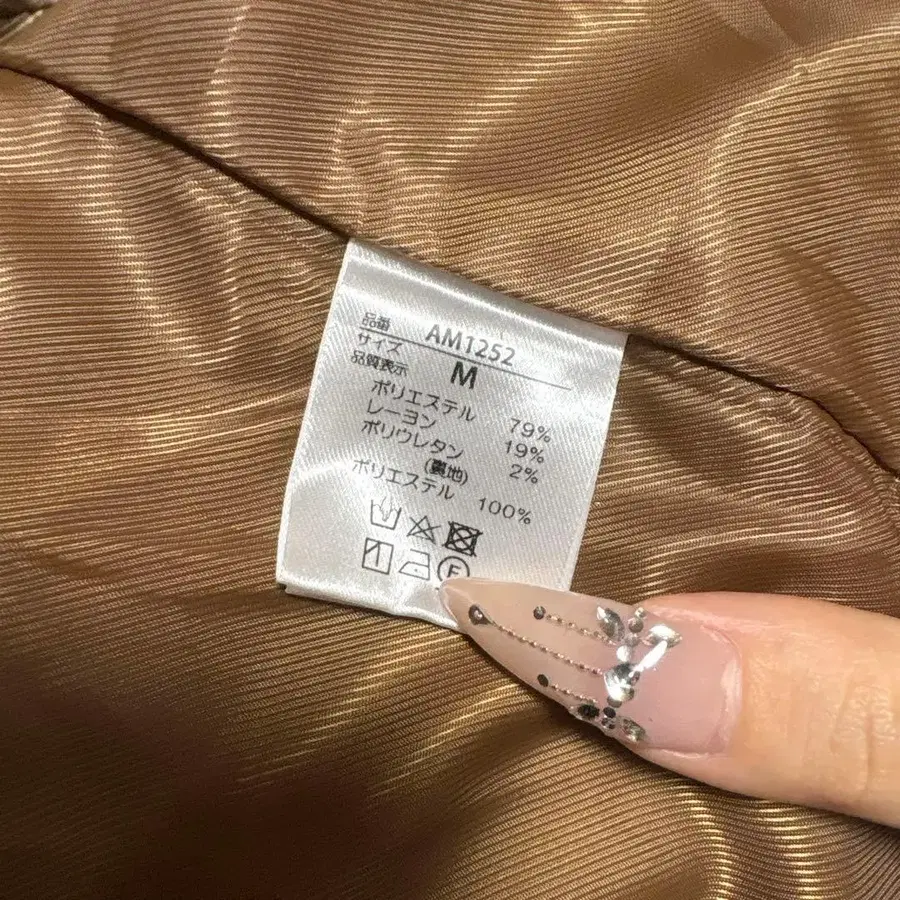 品番 AM1252
サイズ M
品質表示
ポリエステル 79%
レーヨン 19%
ポリウレタン 2%
(裏地)
ポリエステル 100%
F